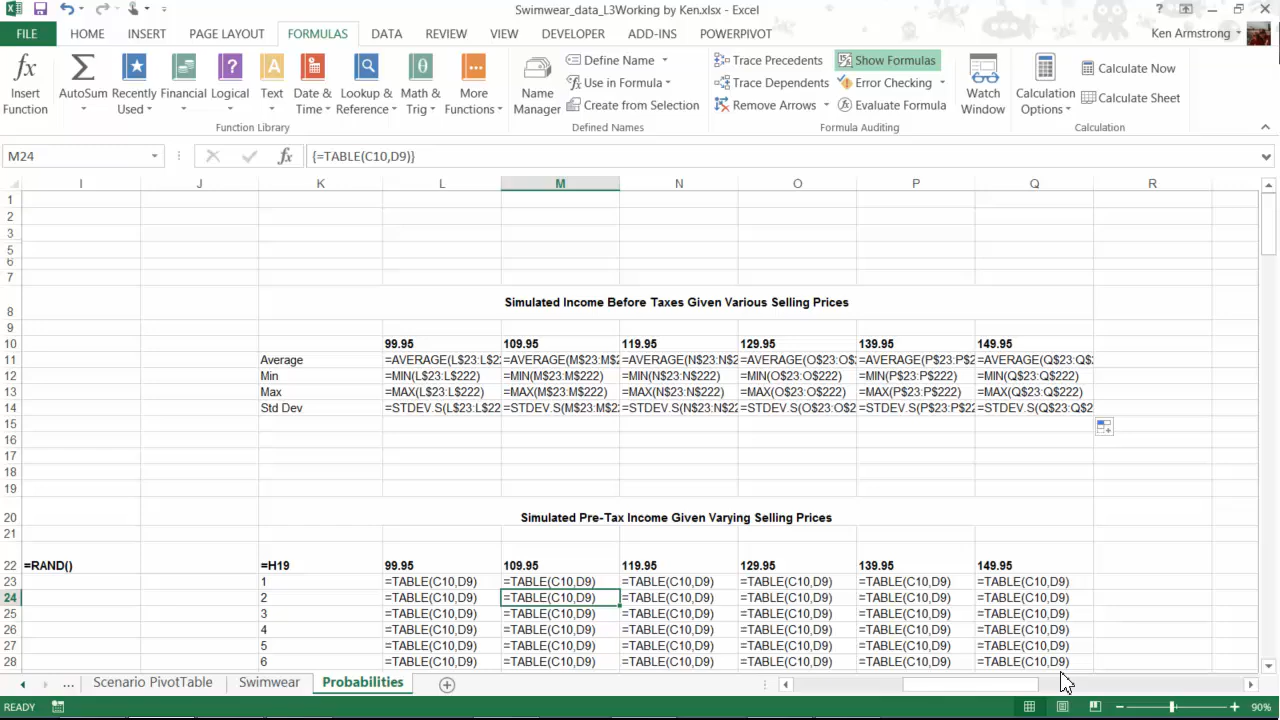 Swimwear_data_L3Working by Ken.xlsx - Excel
FILE HOME INSERT PAGE LAYOUT FORMULAS DATA REVIEW VIEW DEVELOPER ADD-INS POWERPIVOT Ken Armstrong
Insert Function
AutoSum
Recently Used
Financial
Logical
Text
Date & Time
Lookup & Reference
Math & Trig
More Functions
Function Library
Name Manager
Define Name
Use in Formula
Create from Selection
Defined Names
Trace Precedents
Trace Dependents
Remove Arrows
Show Formulas
Error Checking
Evaluate Formula
Formula Auditing
Watch Window
Calculation Options
Calculate Now
Calculate Sheet
Calculation
M24 fx {=TABLE(C10,D9)}
I J K L M N O P Q R
1
2
3
5
6
7
8 Simulated Income Before Taxes Given Various Selling Prices
9
10 99.95 109.95 119.95 129.95 139.95 149.95
11 Average =AVERAGE(L$23:L$2 =AVERAGE(M$23:M$2 =AVERAGE(N$23:N$2 =AVERAGE(O$23:O$ =AVERAGE(P$23:P$2 =AVERAGE(Q$23:Q$
12 Min =MIN(L$23:L$222) =MIN(M$23:M$222) =MIN(N$23:N$222) =MIN(O$23:O$222) =MIN(P$23:P$222) =MIN(Q$23:Q$222)
13 Max =MAX(L$23:L$222) =MAX(M$23:M$222) =MAX(N$23:N$222) =MAX(O$23:O$222) =MAX(P$23:P$222) =MAX(Q$23:Q$222)
14 Std Dev =STDEV.S(L$23:L$22 =STDEV.S(M$23:M$2 =STDEV.S(N$23:N$2 =STDEV.S(O$23:O$2 =STDEV.S(P$23:P$22 =STDEV.S(Q$23:Q$2
15
16
17
18
19
20 Simulated Pre-Tax Income Given Varying Selling Prices
21
22 =RAND() =H19 99.95 109.95 119.95 129.95 139.95 149.95
23 1 =TABLE(C10,D9) =TABLE(C10,D9) =TABLE(C10,D9) =TABLE(C10,D9) =TABLE(C10,D9) =TABLE(C10,D9)
24 2 =TABLE(C10,D9) =TABLE(C10,D9) =TABLE(C10,D9) =TABLE(C10,D9) =TABLE(C10,D9) =TABLE(C10,D9)
25 3 =TABLE(C10,D9) =TABLE(C10,D9) =TABLE(C10,D9) =TABLE(C10,D9) =TABLE(C10,D9) =TABLE(C10,D9)
26 4 =TABLE(C10,D9) =TABLE(C10,D9) =TABLE(C10,D9) =TABLE(C10,D9) =TABLE(C10,D9) =TABLE(C10,D9)
27 5 =TABLE(C10,D9) =TABLE(C10,D9) =TABLE(C10,D9) =TABLE(C10,D9) =TABLE(C10,D9) =TABLE(C10,D9)
28 6 =TABLE(C10,D9) =TABLE(C10,D9) =TABLE(C10,D9) =TABLE(C10,D9) =TABLE(C10,D9) =TABLE(C10,D9)
... Scenario PivotTable Swimwear Probabilities
READY 90%